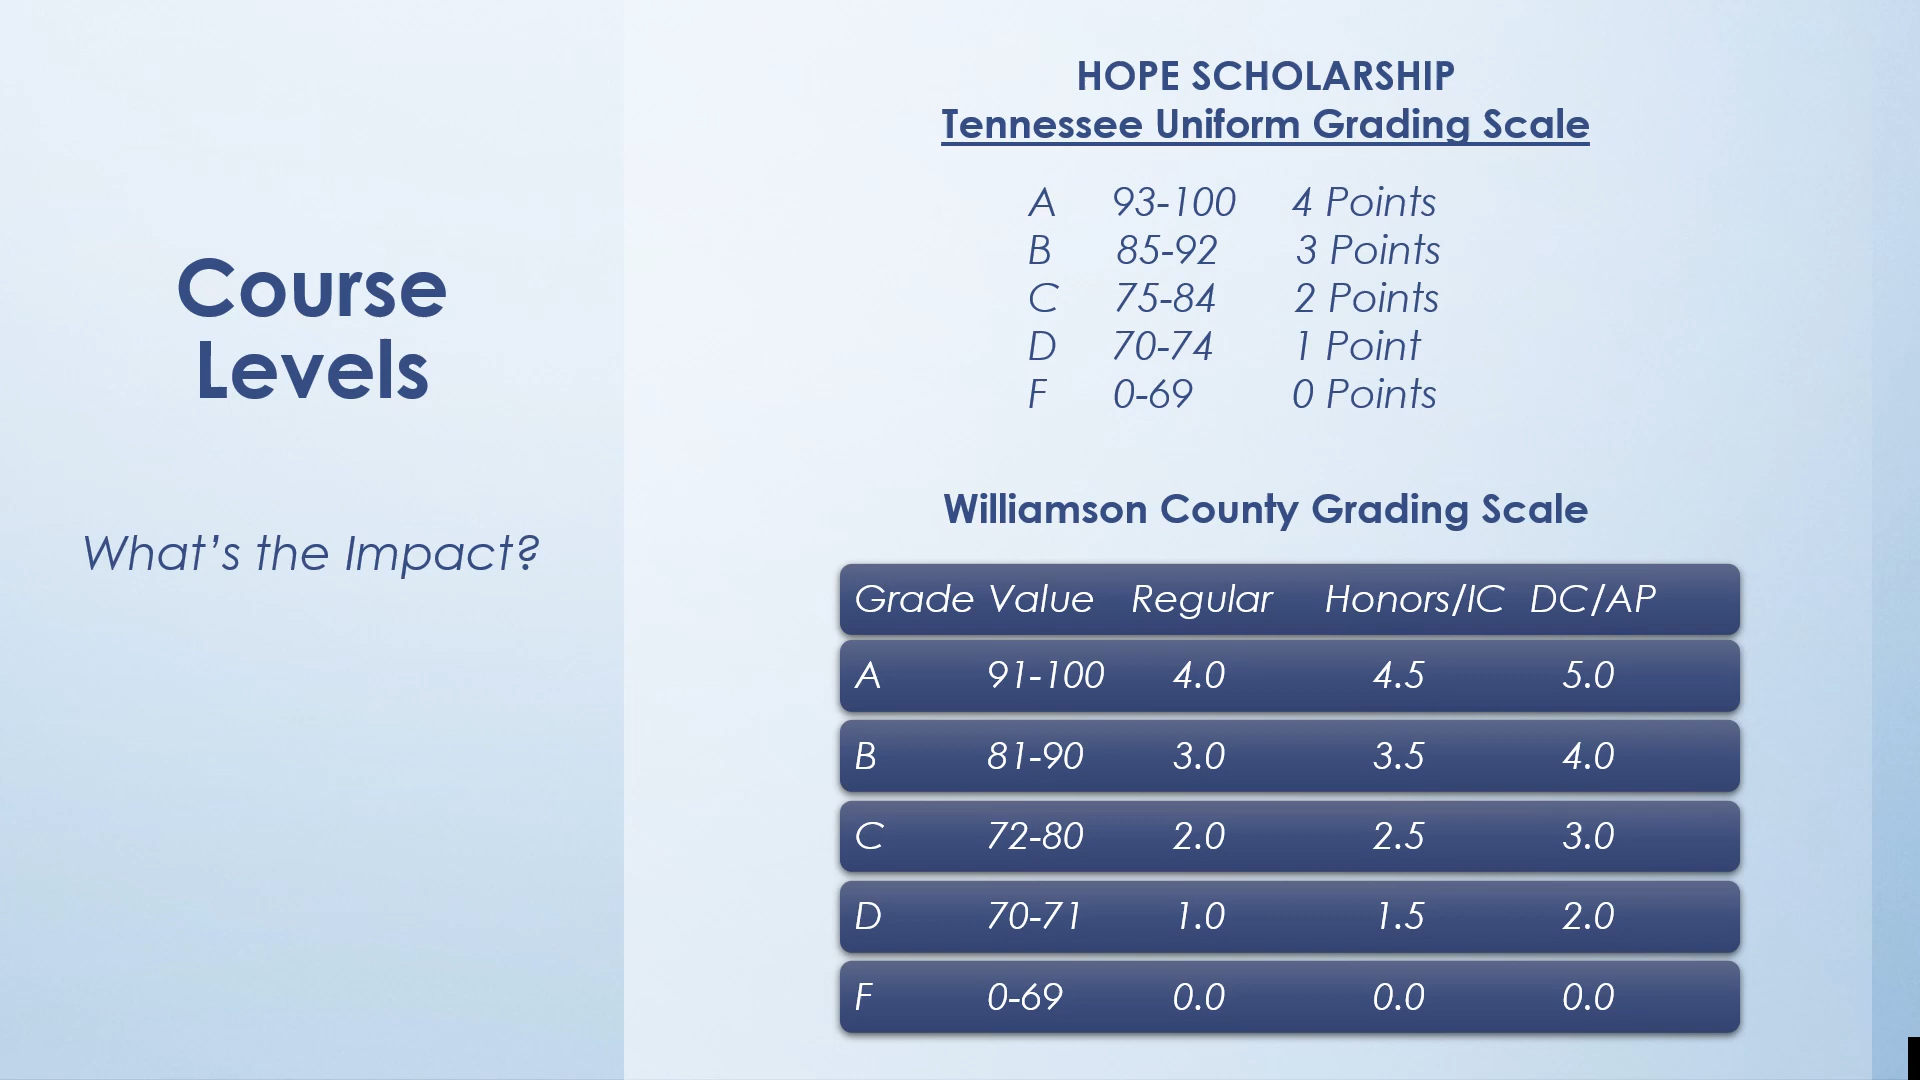 Course
Levels
What's the Impact?
HOPE SCHOLARSHIP
Tennessee Uniform Grading Scale
A 93-100 4 Points
B 85-92 3 Points
C 75-84 2 Points
D 70-74 1 Point
F 0-69 0 Points
Williamson County Grading Scale
Grade Value Regular Honors/IC DC/AP
A 91-100 4.0 4.5 5.0
B 81-90 3.0 3.5 4.0
C 72-80 2.0 2.5 3.0
D 70-71 1.0 1.5 2.0
F 0-69 0.0 0.0 0.0